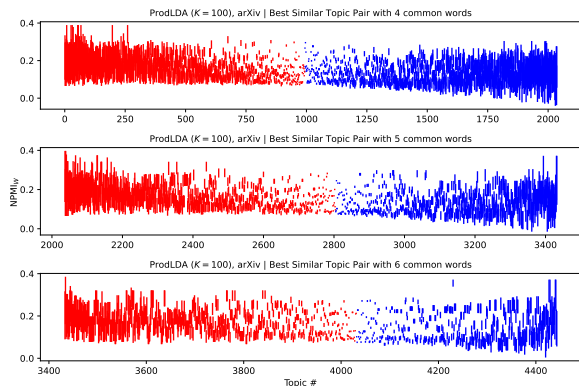 ProdLDA (K = 100), arXiv | Best Similar Topic Pair with 4 common words
0.2
0.0
0 250 500 750 1000 1250 1500 1750 2000
ProdLDA (K = 100), arXiv | Best Similar Topic Pair with 5 common words
0.4
0.2
0.0
NPMI_W
2000 2200 2400 2600 2800 3000 3200 3400
ProdLDA (K = 100), arXiv | Best Similar Topic Pair with 6 common words
0.4
0.2
0.0
3400 3600 3800 4000 4200 4400
Topic #